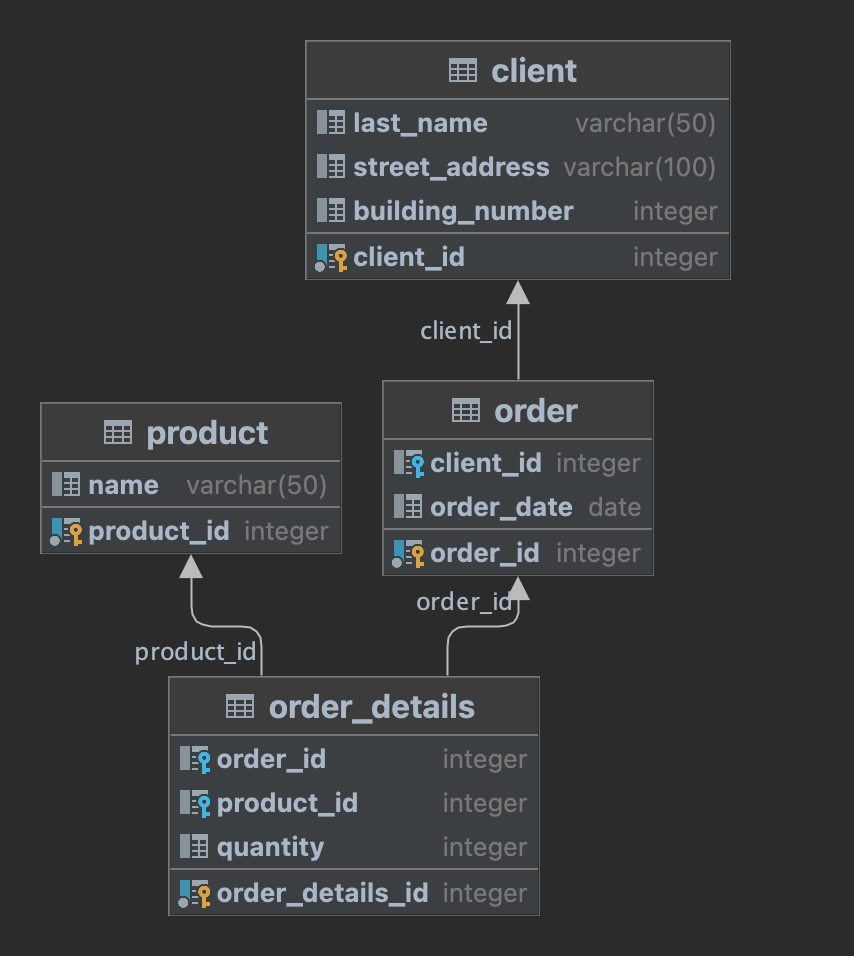 client
last_name varchar(50)
street_address varchar(100)
building_number integer
client_id integer
client_id
order
client_id integer
order_date date
order_id integer
product
name varchar(50)
product_id integer
order_id
product_id
order_details
order_id integer
product_id integer
quantity integer
order_details_id integer